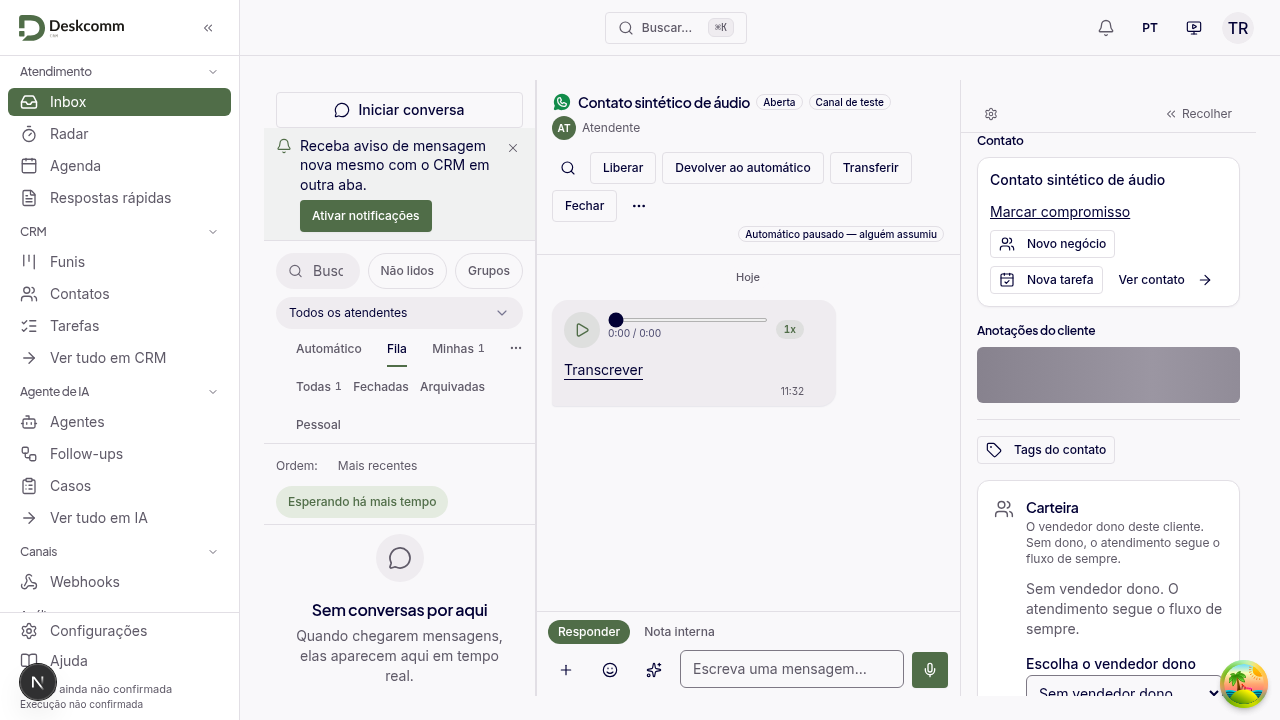 Deskcomm
Buscar...
⌘K
PT
TR
Atendimento
Inbox
Radar
Agenda
Respostas rápidas
CRM
Funis
Contatos
Tarefas
Ver tudo em CRM
Agente de IA
Agentes
Follow-ups
Casos
Ver tudo em IA
Canais
Webhooks
Configurações
Ajuda
N
ainda não confirmada
Execução não confirmada
Iniciar conversa
Receba aviso de mensagem
nova mesmo com o CRM em
outra aba.
Ativar notificações
Busc
Não lidos
Grupos
Todos os atendentes
Automático
Fila
Minhas 1
Todas 1
Fechadas
Arquivadas
Pessoal
Ordem:
Mais recentes
Esperando há mais tempo
Sem conversas por aqui
Quando chegarem mensagens,
elas aparecem aqui em tempo
real.
Contato sintético de áudio
Aberta
Canal de teste
AT
Atendente
Liberar
Devolver ao automático
Transferir
Fechar
Automático pausado — alguém assumiu
Hoje
0:00 / 0:00
1x
Transcrever
11:32
Responder
Nota interna
Escreva uma mensagem...
Recolher
Contato
Contato sintético de áudio
Marcar compromisso
Novo negócio
Nova tarefa
Ver contato
Anotações do cliente
Tags do contato
Carteira
O vendedor dono deste cliente.
Sem dono, o atendimento segue o
fluxo de sempre.
Sem vendedor dono. O
atendimento segue o fluxo de
sempre.
Escolha o vendedor dono
Sem vendedor dono